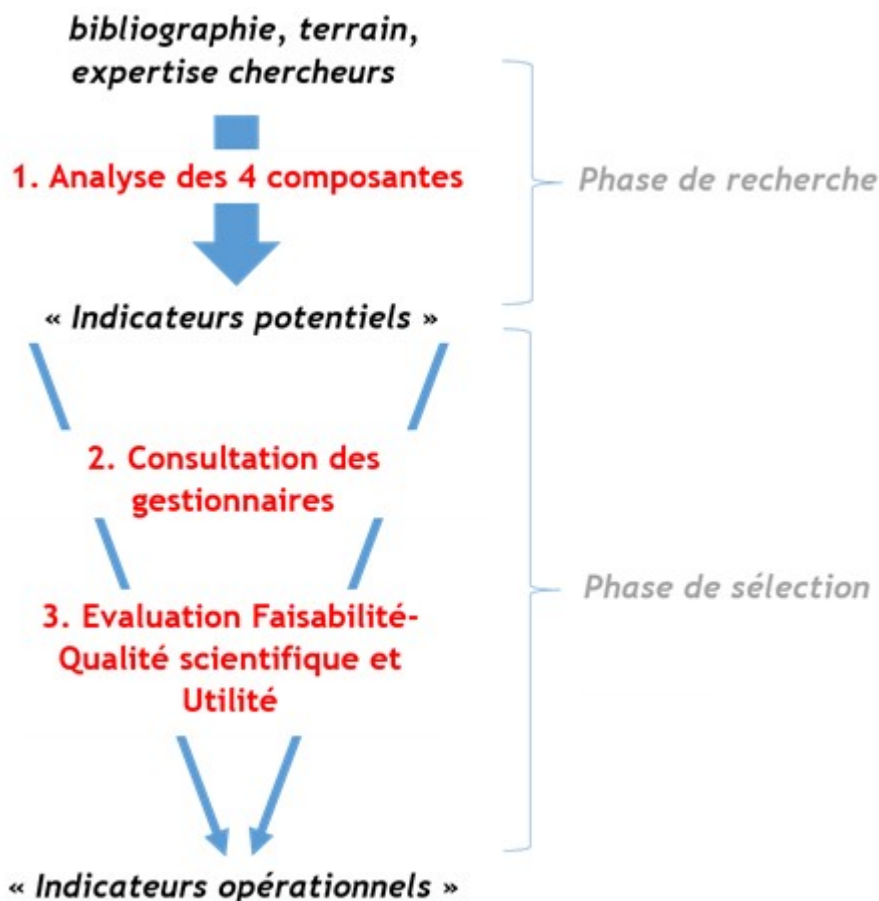 bibliographie, terrain,
expertise chercheurs
1. Analyse des 4 composantes
Phase de recherche
« Indicateurs potentiels »
2. Consultation des
gestionnaires
3. Evaluation Faisabilité-
Qualité scientifique et
Utilité
Phase de sélection
« Indicateurs opérationnels »